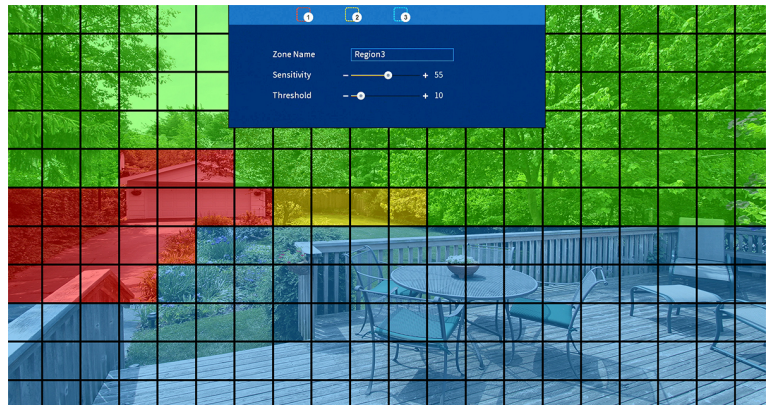 1 2 3
Zone Name Region3
Sensitivity - + 55
Threshold - + 10